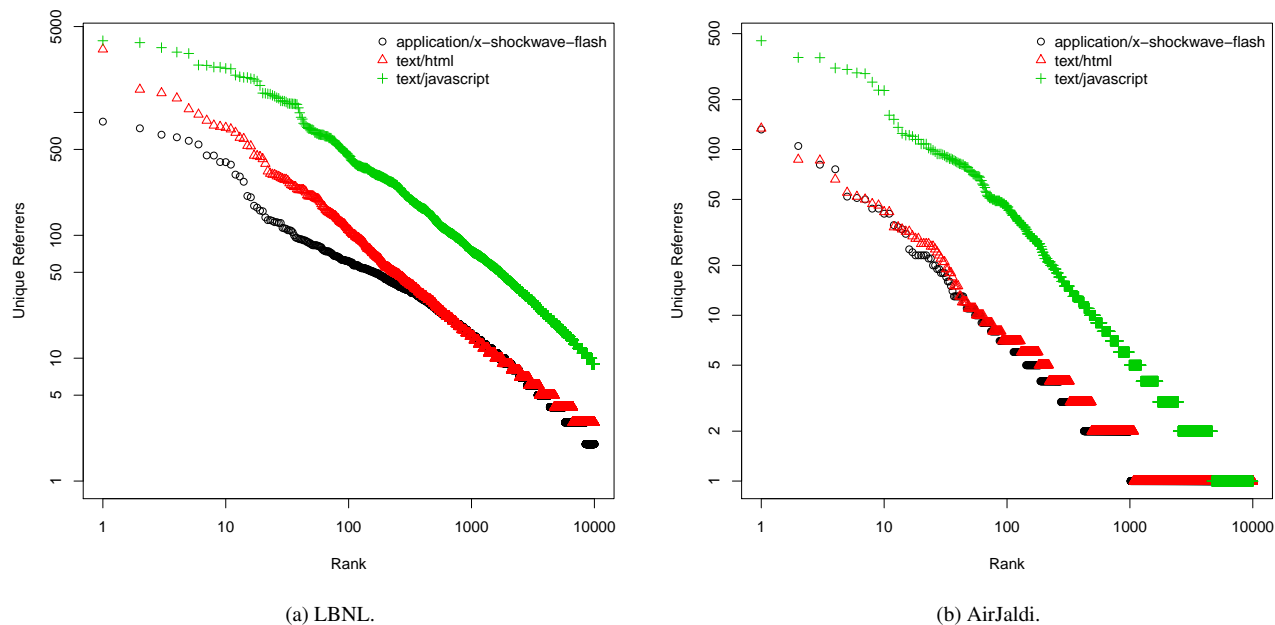 5000
500
100
50
10
5
1
Unique Referrers
application/x-shockwave-flash
text/html
text/javascript
1
10
100
1000
10000
Rank
(a) LBNL.
500
200
100
50
20
10
5
2
1
Unique Referrers
application/x-shockwave-flash
text/html
text/javascript
1
10
100
1000
10000
Rank
(b) AirJaldi.